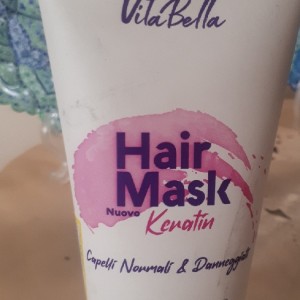 VitaBella
Hair
Mask
Nuovo
Keratin
Capelli Normali & Danneggiati